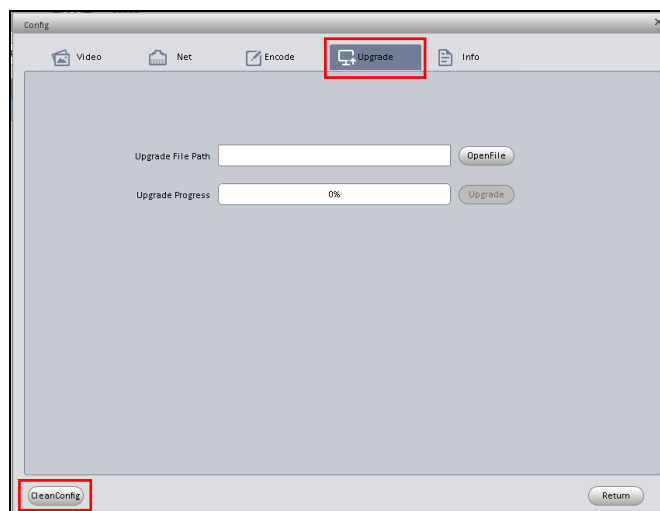 Config
Video Net Encode Upgrade Info
Upgrade File Path OpenFile
Upgrade Progress 0% Upgrade
CleanConfig Return